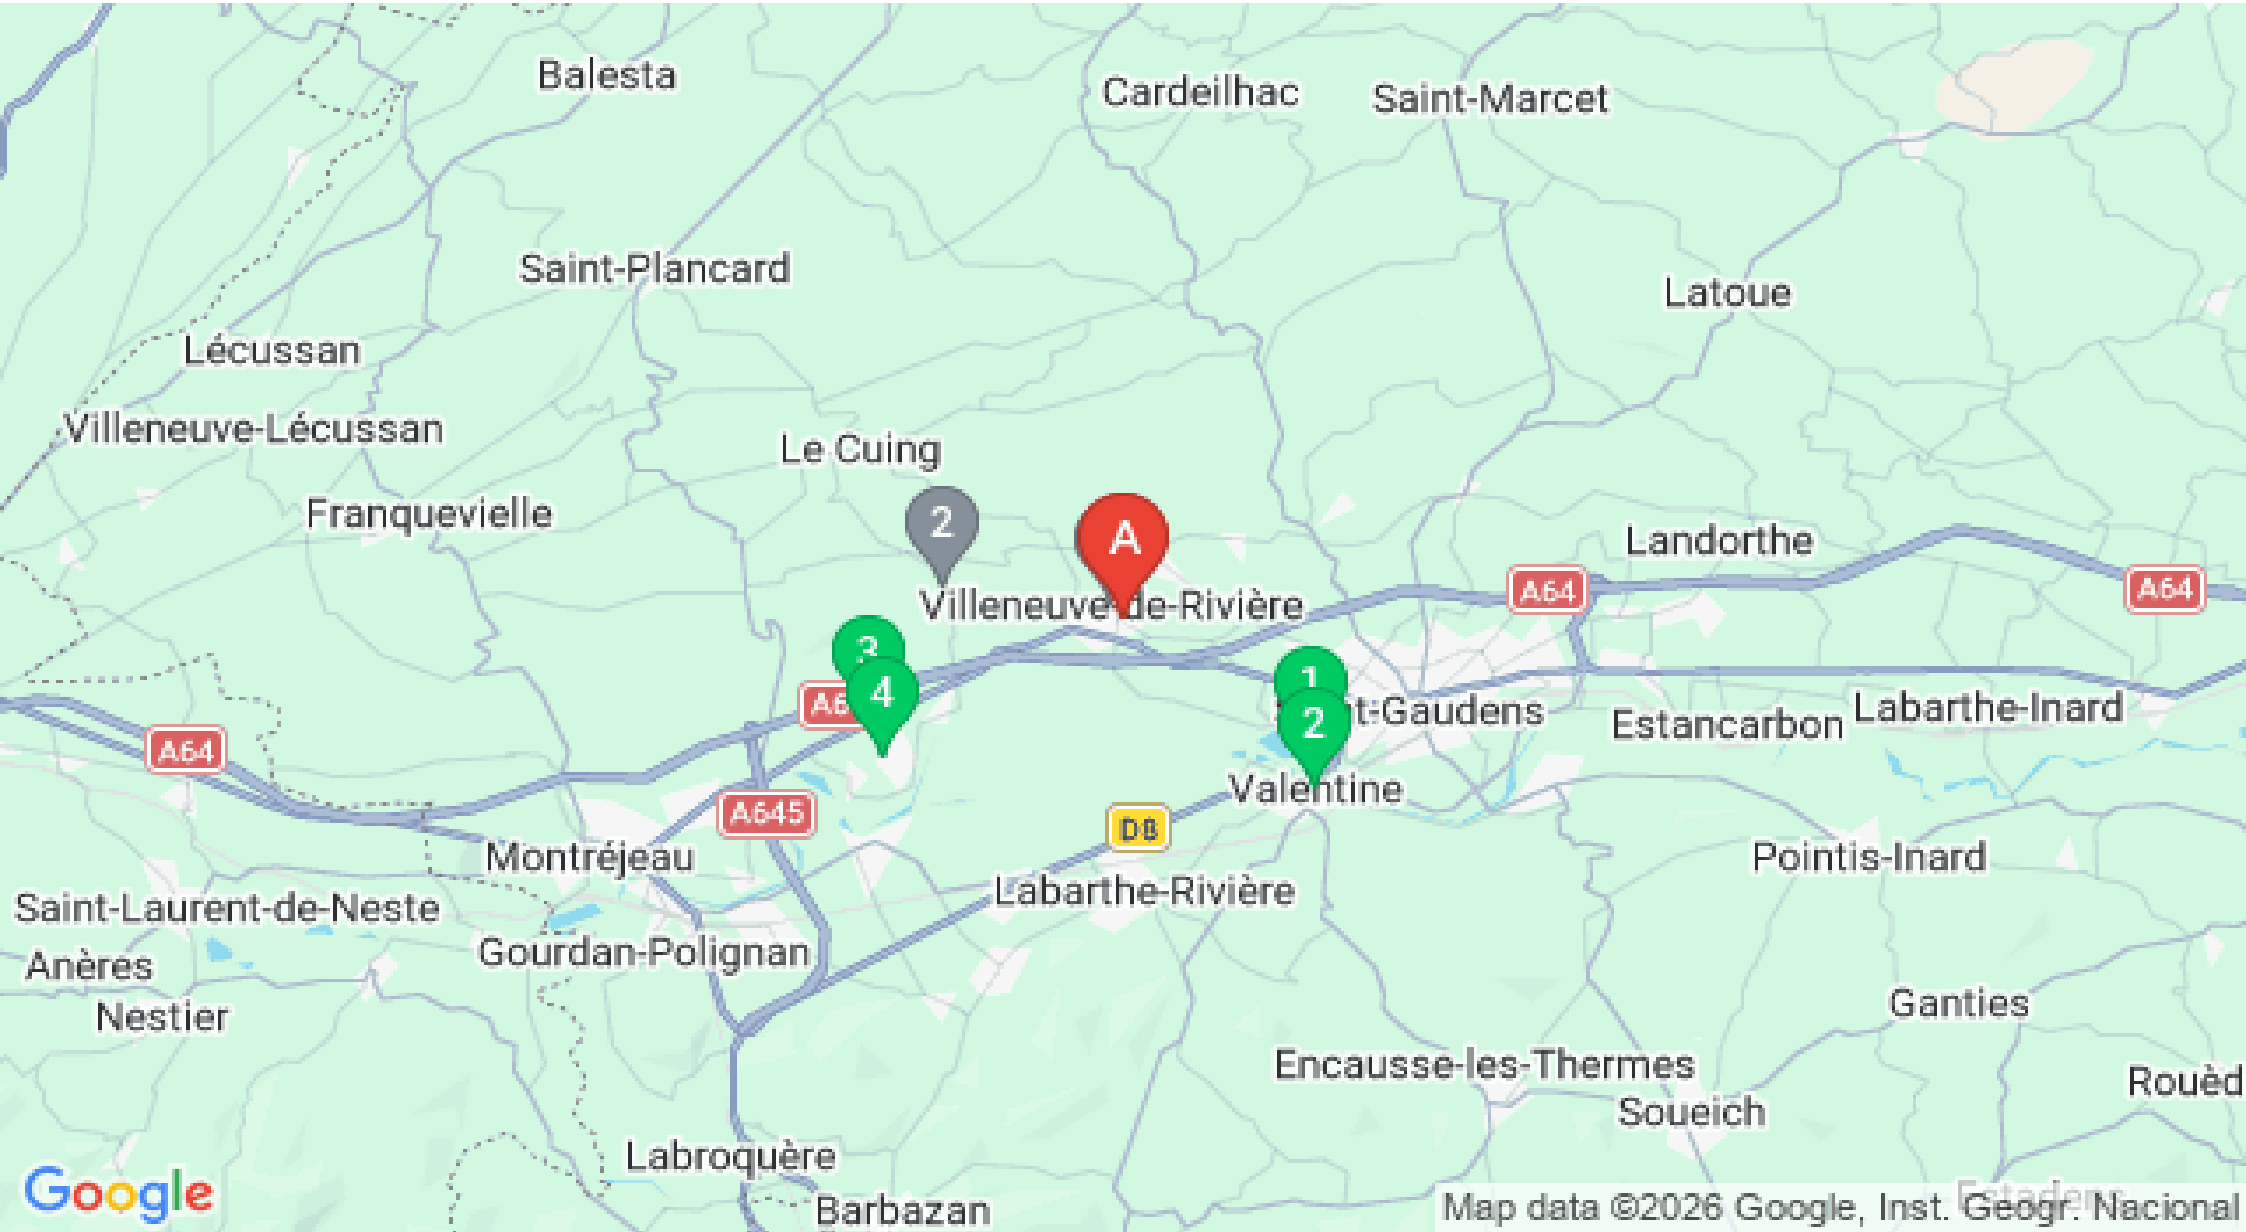 Balesta
Cardeilhac
Saint-Marcet
Saint-Plancard
Latoue
Lécussan
Villeneuve-Lécussan
Le Cuing
Franquevielle
2
A
Landorthe
A64
A64
Villeneuve-de-Rivière
3
4
1
2
t-Gaudens
Estancarbon
Labarthe-Inard
A64
Valentine
A645
D8
Montréjeau
Pointis-Inard
Labarthe-Rivière
Saint-Laurent-de-Neste
Gourdan-Polignan
Anères
Nestier
Ganties
Encausse-les-Thermes
Rouèd
Soueich
Labroquère
Google
Barbazan
Map data ©2026 Google, Inst. Geogr. Nacional